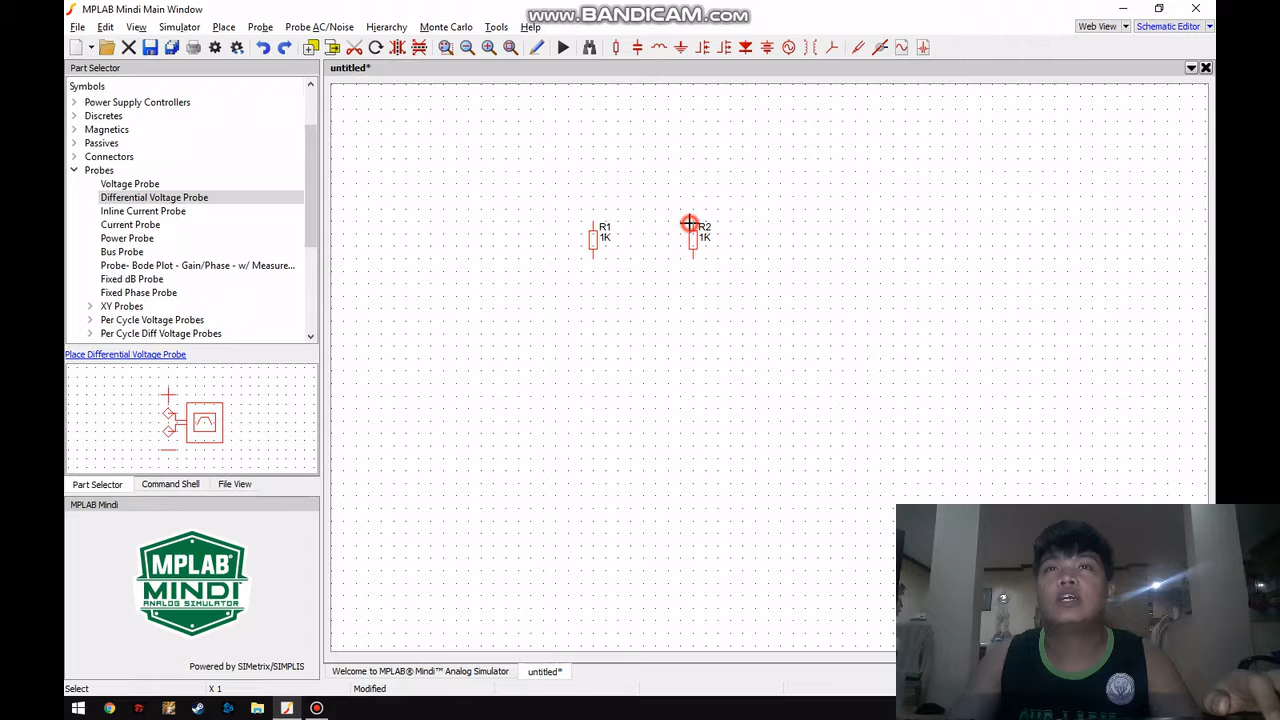 MPLAB Mindi Main Window
www.BANDICAM.com
File Edit View Simulator Place Probe Probe AC/Noise Hierarchy Monte Carlo Tools Help
Web View Schematic Editor
Part Selector
untitled*
Symbols
Power Supply Controllers
Discretes
Magnetics
Passives
Connectors
Probes
Voltage Probe
Differential Voltage Probe
Inline Current Probe
Current Probe
Power Probe
Bus Probe
Probe- Bode Plot - Gain/Phase - w/ Measure...
Fixed dB Probe
Fixed Phase Probe
XY Probes
Per Cycle Voltage Probes
Per Cycle Diff Voltage Probes
R1
1K
R2
1K
Place Differential Voltage Probe
Part Selector Command Shell File View
MPLAB Mindi
MPLAB®
MINDI
ANALOG SIMULATOR
Powered by SIMetrix/SIMPLIS
Welcome to MPLAB® Mindi™ Analog Simulator untitled*
Select X 1 Modified